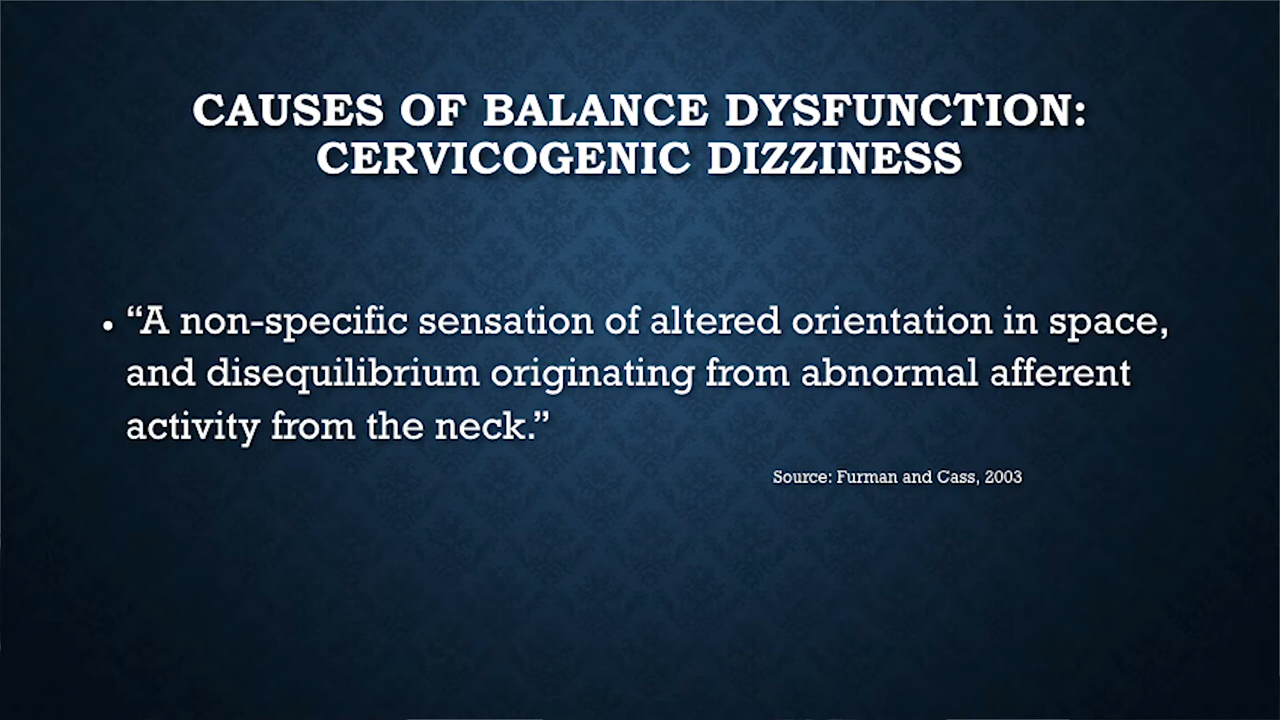 CAUSES OF BALANCE DYSFUNCTION:
CERVICOGENIC DIZZINESS
• “A non-specific sensation of altered orientation in space,
and disequilibrium originating from abnormal afferent
activity from the neck.”
Source: Furman and Cass, 2003